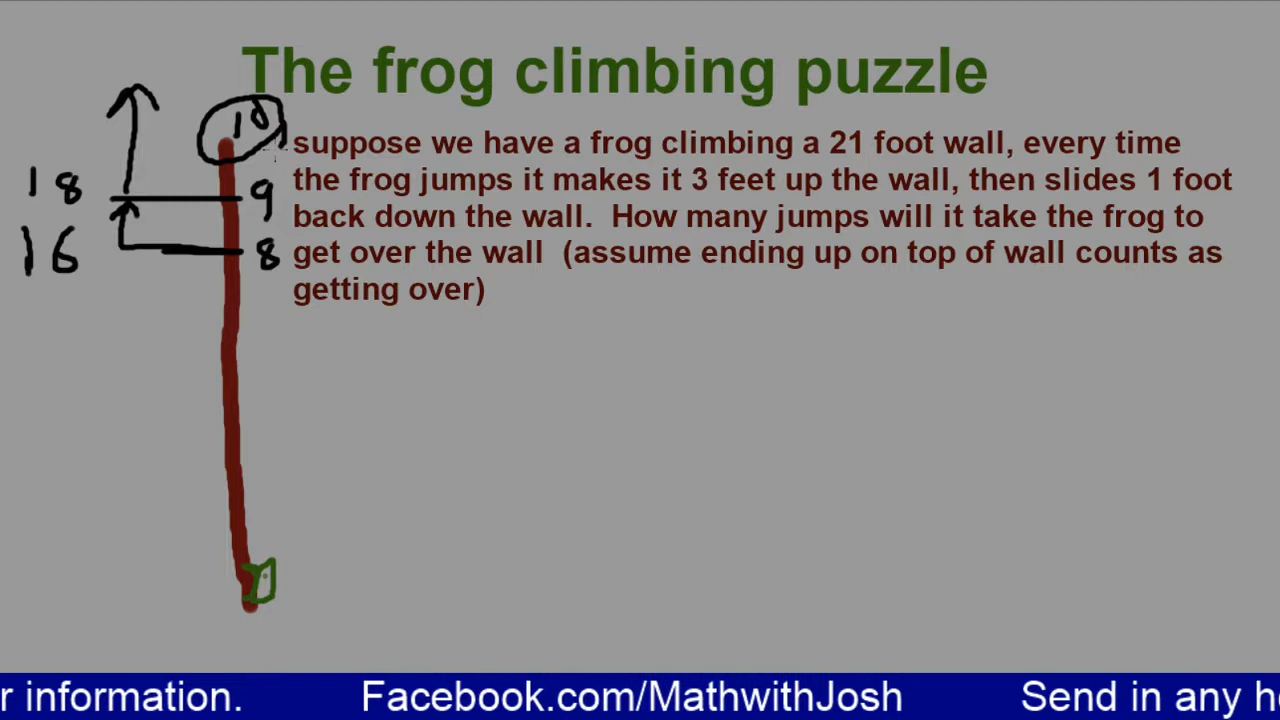 The frog climbing puzzle
10
suppose we have a frog climbing a 21 foot wall, every time
18
9
the frog jumps it makes it 3 feet up the wall, then slides 1 foot
back down the wall. How many jumps will it take the frog to
16
8
get over the wall (assume ending up on top of wall counts as
getting over)
r information. Facebook.com/MathwithJosh Send in any h